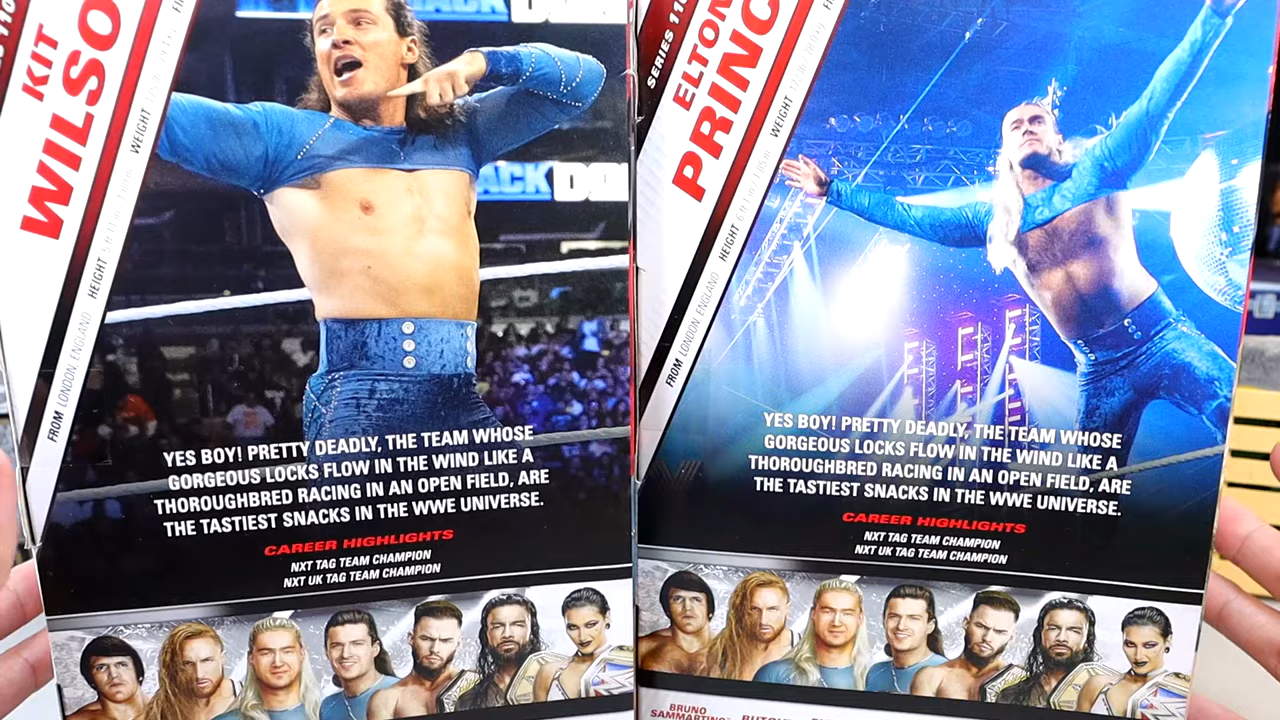 KIT
WILSO
WEIGHT
HEIGHT
FROM LONDON, ENGLAND
ACK
YES BOY! PRETTY DEADLY, THE TEAM WHOSE
GORGEOUS LOCKS FLOW IN THE WIND LIKE A
THOROUGHBRED RACING IN AN OPEN FIELD, ARE
THE TASTIEST SNACKS IN THE WWE UNIVERSE.
CAREER HIGHLIGHTS
NXT TAG TEAM CHAMPION
NXT UK TAG TEAM CHAMPION
SERIES 110
ELTON
PRINC
WEIGHT
HEIGHT
FROM LONDON, ENGLAND
YES BOY! PRETTY DEADLY, THE TEAM WHOSE
GORGEOUS LOCKS FLOW IN THE WIND LIKE A
THOROUGHBRED RACING IN AN OPEN FIELD, ARE
THE TASTIEST SNACKS IN THE WWE UNIVERSE.
CAREER HIGHLIGHTS
NXT TAG TEAM CHAMPION
NXT UK TAG TEAM CHAMPION
BRUNO
SAMMARTINO